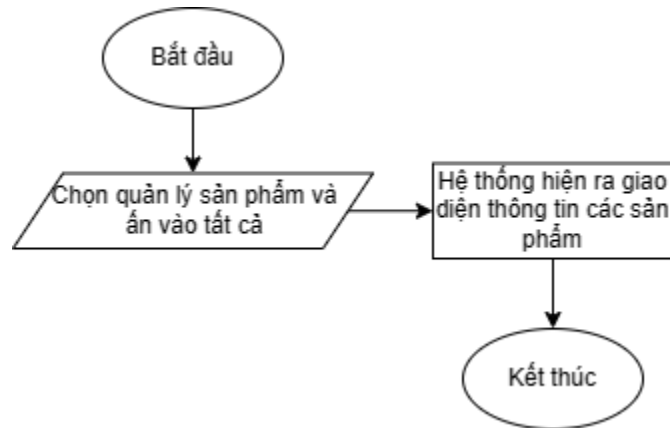 Bắt đầu
Chọn quản lý sản phẩm và
ấn vào tất cả
Hệ thống hiện ra giao
diện thông tin các sản
phẩm
Kết thúc